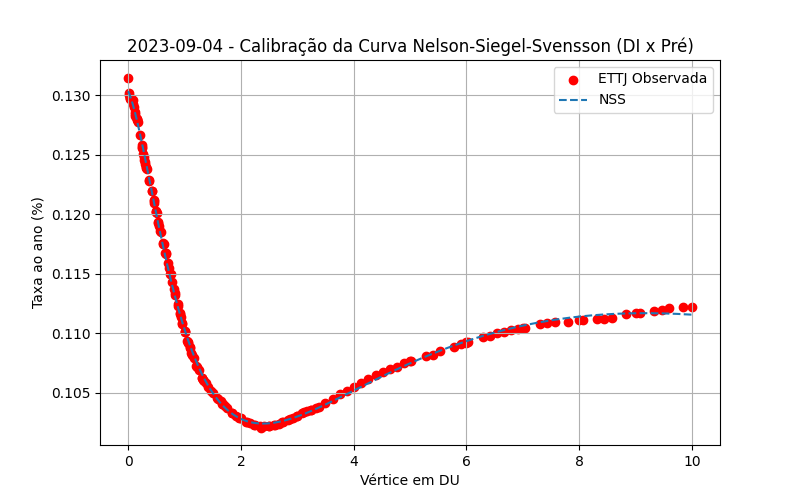 2023-09-04 - Calibração da Curva Nelson-Siegel-Svensson (DI x Pré)
ETTJ Observada
NSS
Taxa ao ano (%)
0.130
0.125
0.120
0.115
0.110
0.105
0 2 4 6 8 10
Vértice em DU